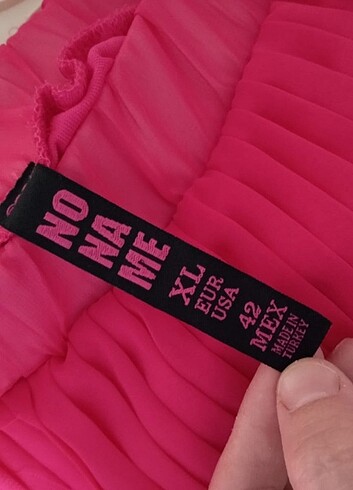 NO
NA
ME
XL
EUR
USA
42
MEX
MADE IN
TURKEY